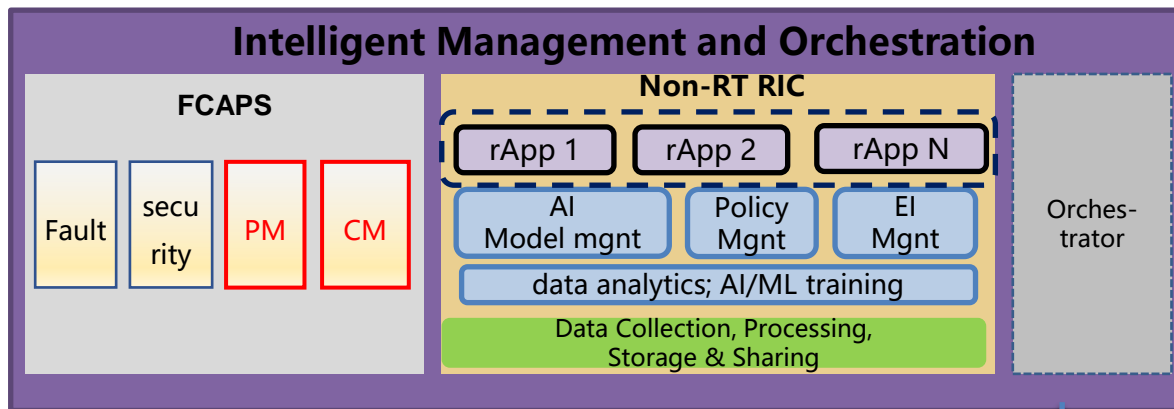 Intelligent Management and Orchestration
FCAPS
Fault
secu
rity
PM
CM
Non-RT RIC
rApp 1
rApp 2
rApp N
AI
Model mgnt
Policy
Mgnt
EI
Mgnt
data analytics; AI/ML training
Data Collection, Processing,
Storage & Sharing
Orches-
trator